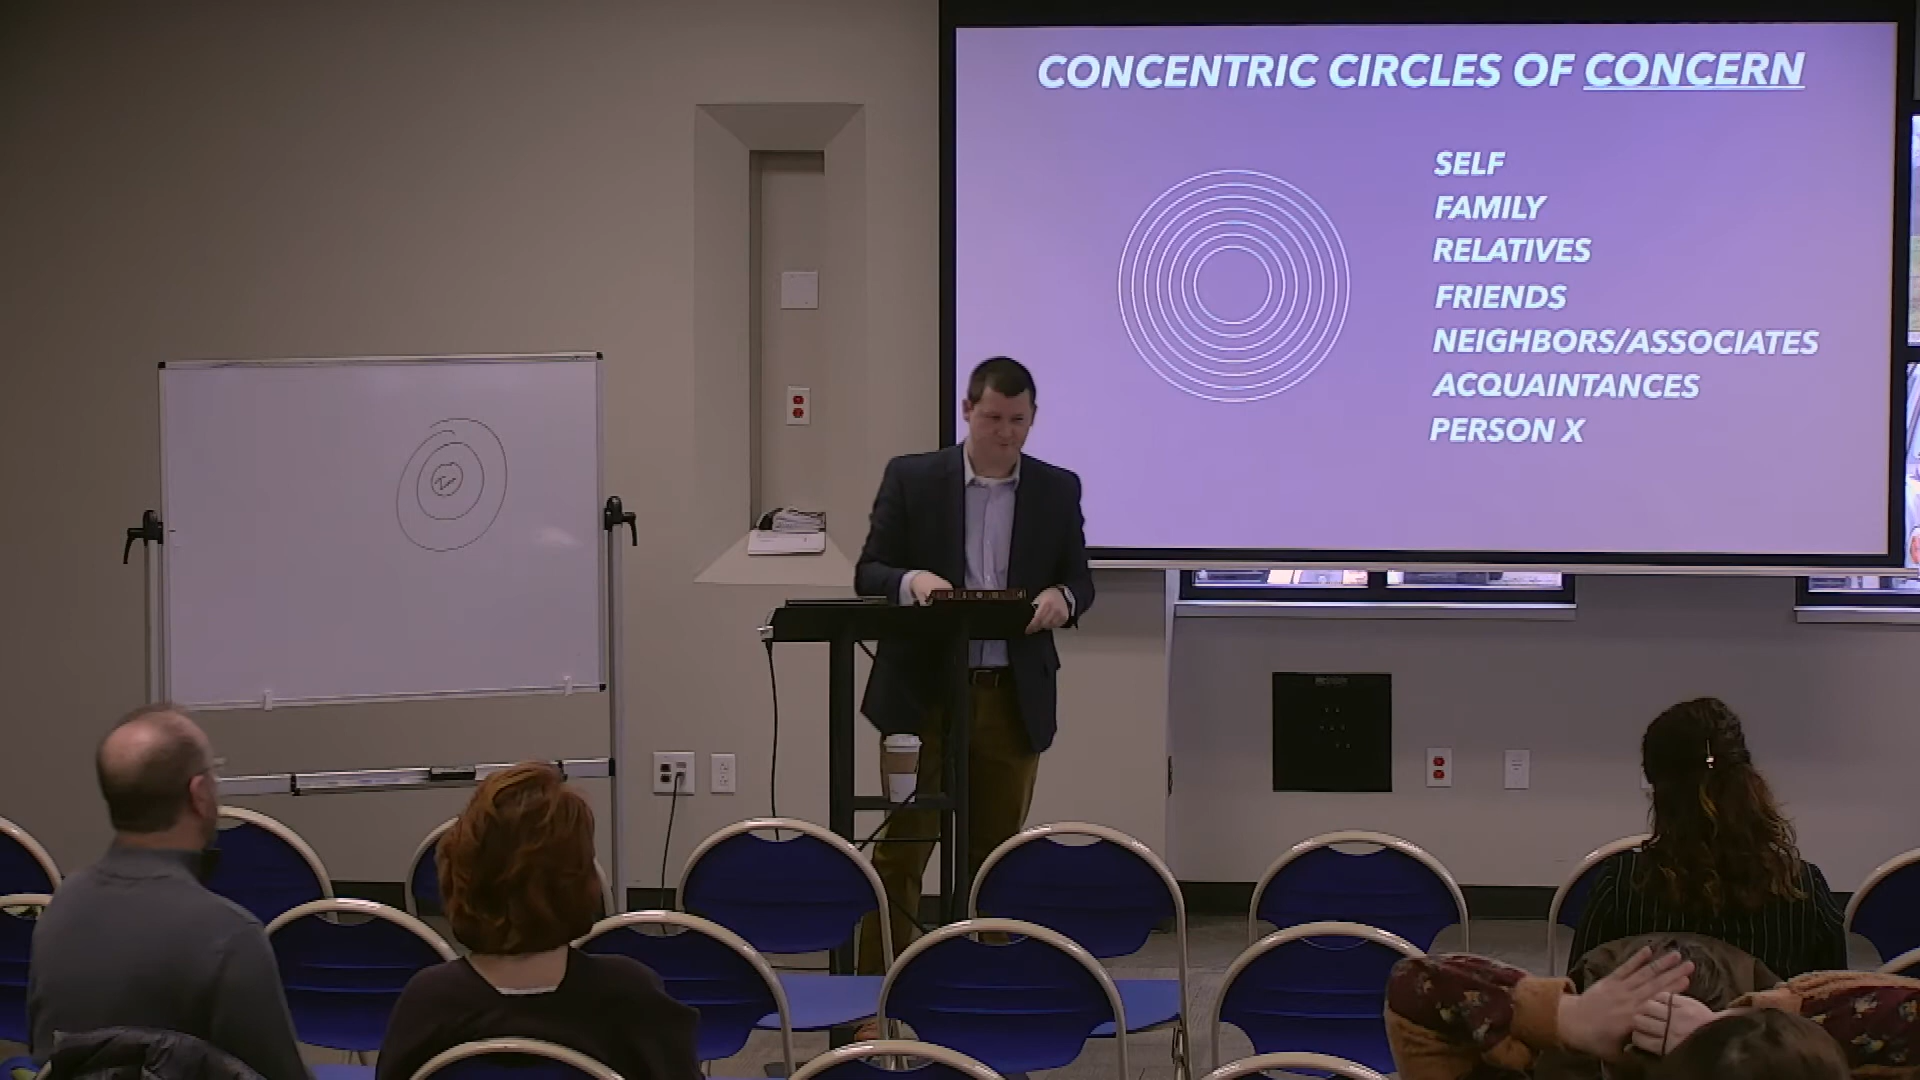 CONCENTRIC CIRCLES OF CONCERN
SELF
FAMILY
RELATIVES
FRIENDS
NEIGHBORS/ASSOCIATES
ACQUAINTANCES
PERSON X